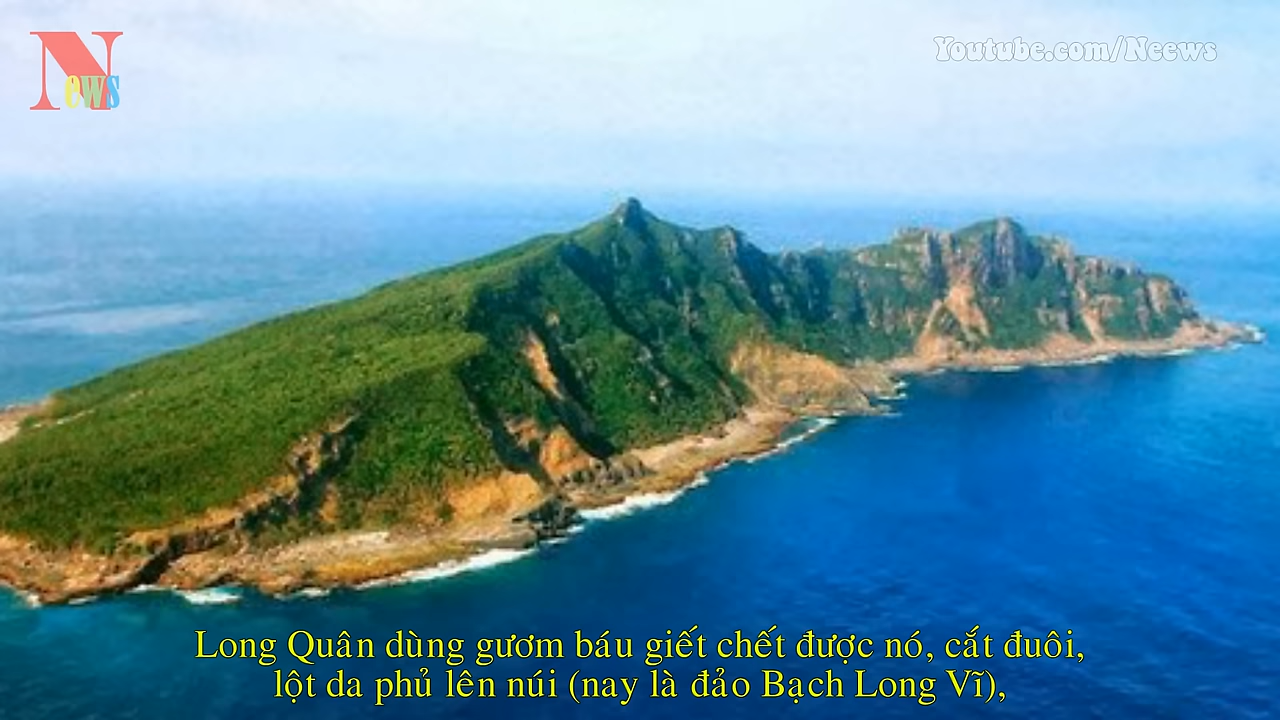 News
Youtube.com/Neews
Long Quân dùng gươm báu giết chết được nó, cắt đuôi,
lột da phủ lên núi (nay là đảo Bạch Long Vĩ),